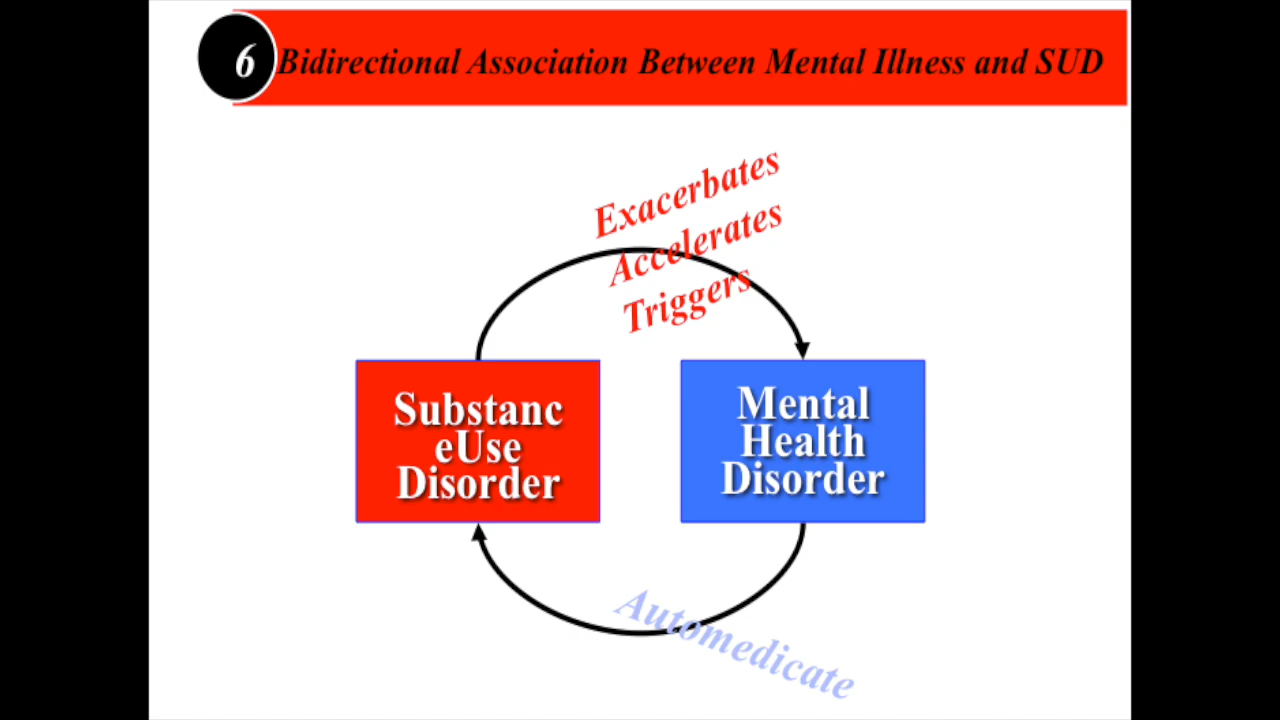 6
Bidirectional Association Between Mental Illness and SUD
Exacerbates
Accelerates
Triggers
Substanc
eUse
Disorder
Mental
Health
Disorder
Automedicate